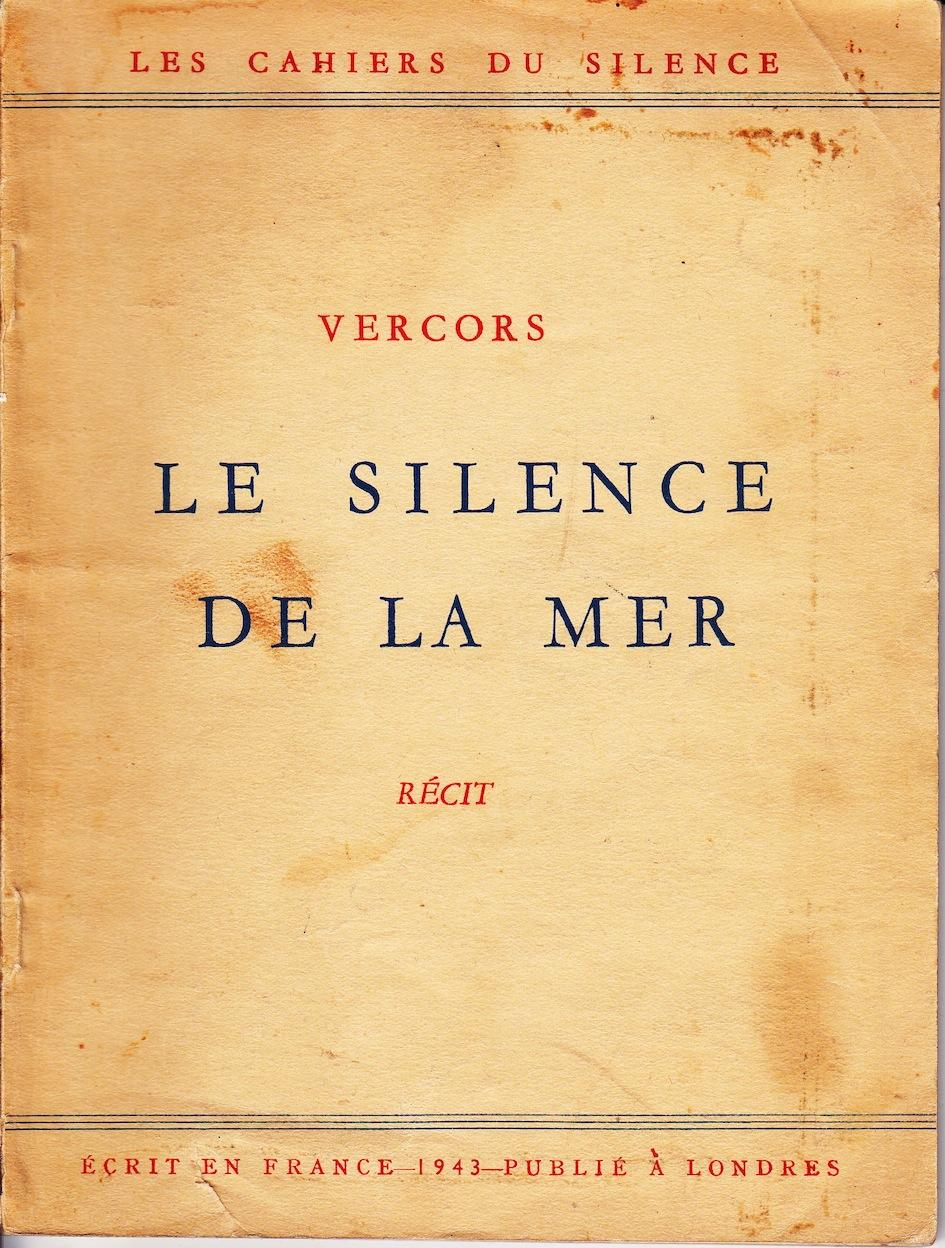 LES CAHIERS DU SILENCE
VERCORS
LE SILENCE
DE LA MER
RÉCIT
ÉCRIT EN FRANCE—1943—PUBLIÉ À LONDRES